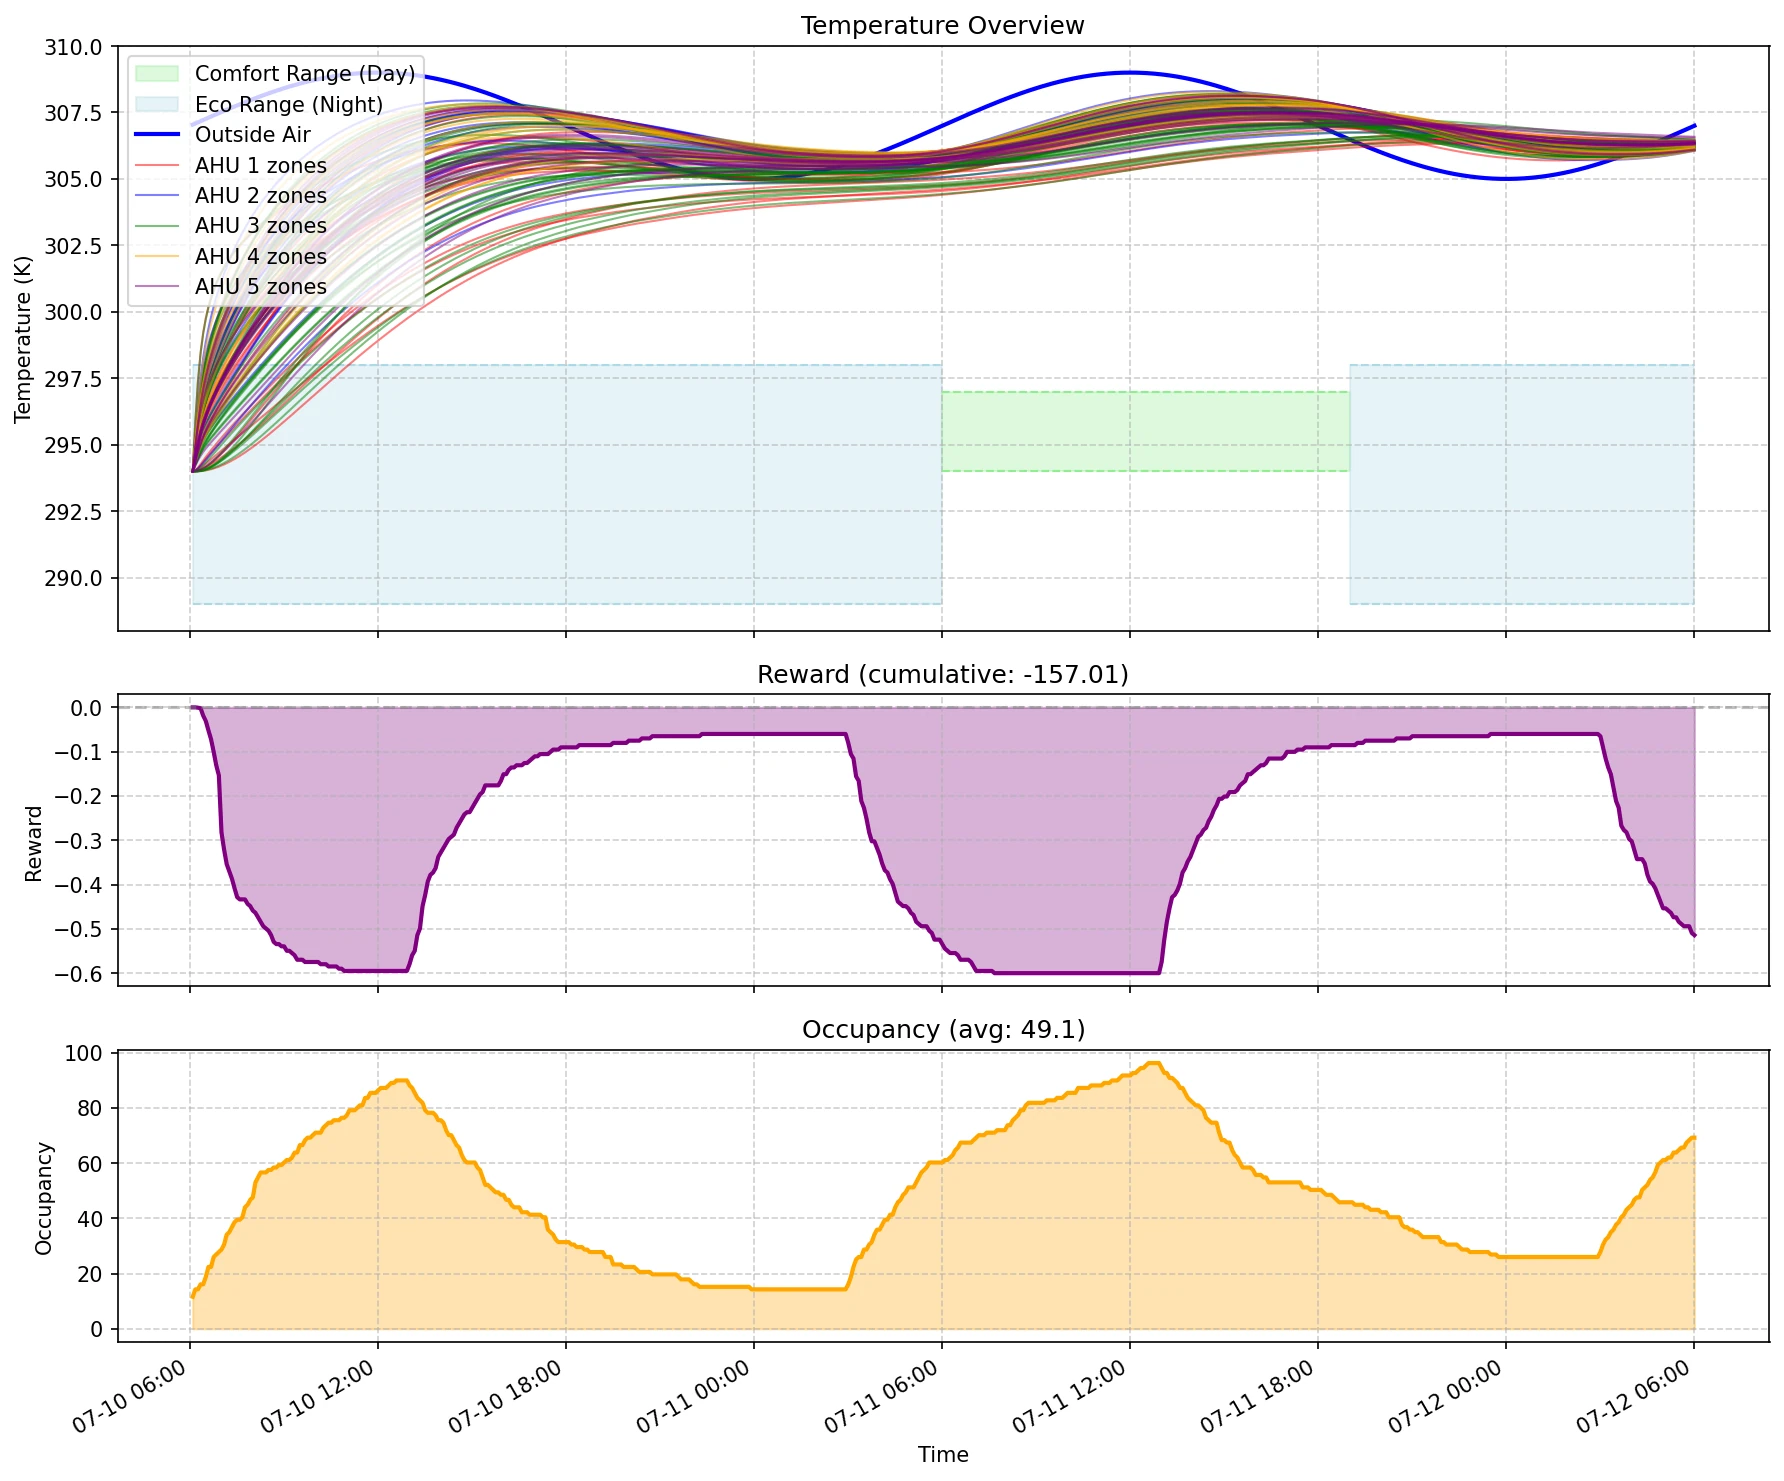 Temperature Overview
Temperature (K)
310.0
307.5
305.0
302.5
300.0
297.5
295.0
292.5
290.0
Comfort Range (Day)
Eco Range (Night)
Outside Air
AHU 1 zones
AHU 2 zones
AHU 3 zones
AHU 4 zones
AHU 5 zones
Reward (cumulative: -157.01)
Reward
0.0
−0.1
−0.2
−0.3
−0.4
−0.5
−0.6
Occupancy (avg: 49.1)
Occupancy
100
80
60
40
20
0
07-10 06:00
07-10 12:00
07-10 18:00
07-11 00:00
07-11 06:00
07-11 12:00
07-11 18:00
07-12 00:00
07-12 06:00
Time